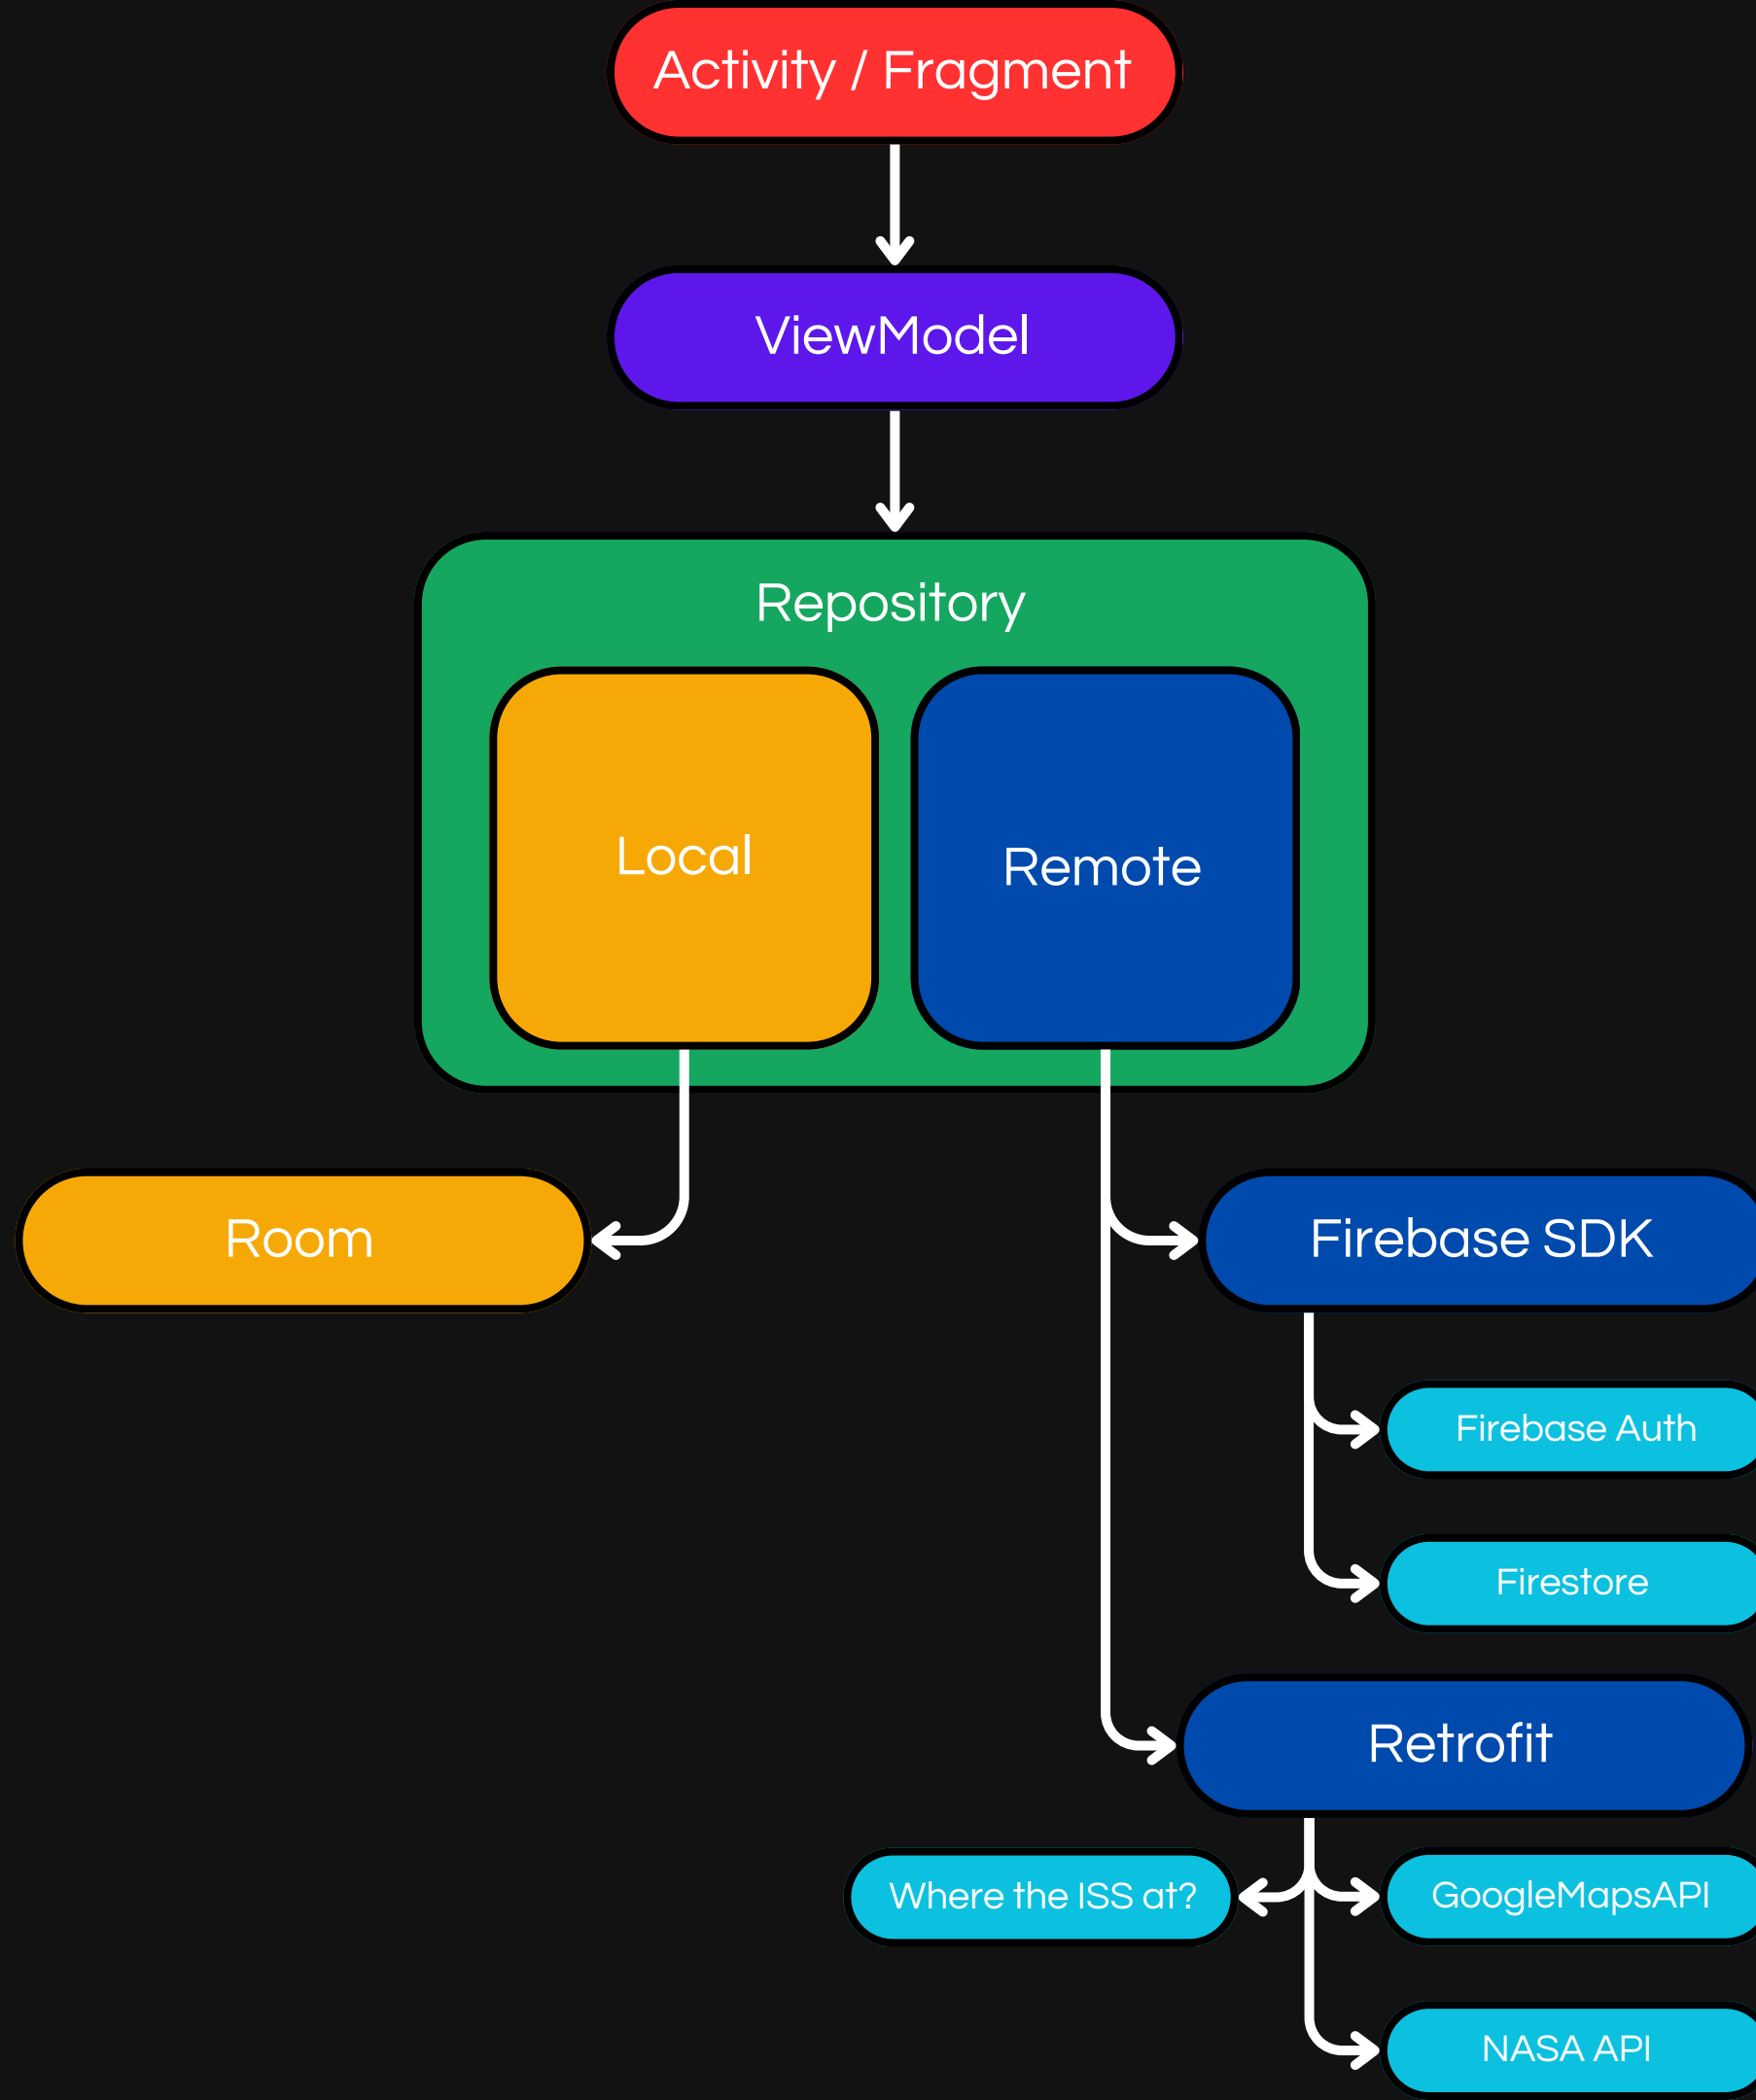 Activity / Fragment
ViewModel
Repository
Local
Remote
Room
Firebase SDK
Firebase Auth
Firestore
Retrofit
Where the ISS at?
GoogleMapsAPI
NASA API